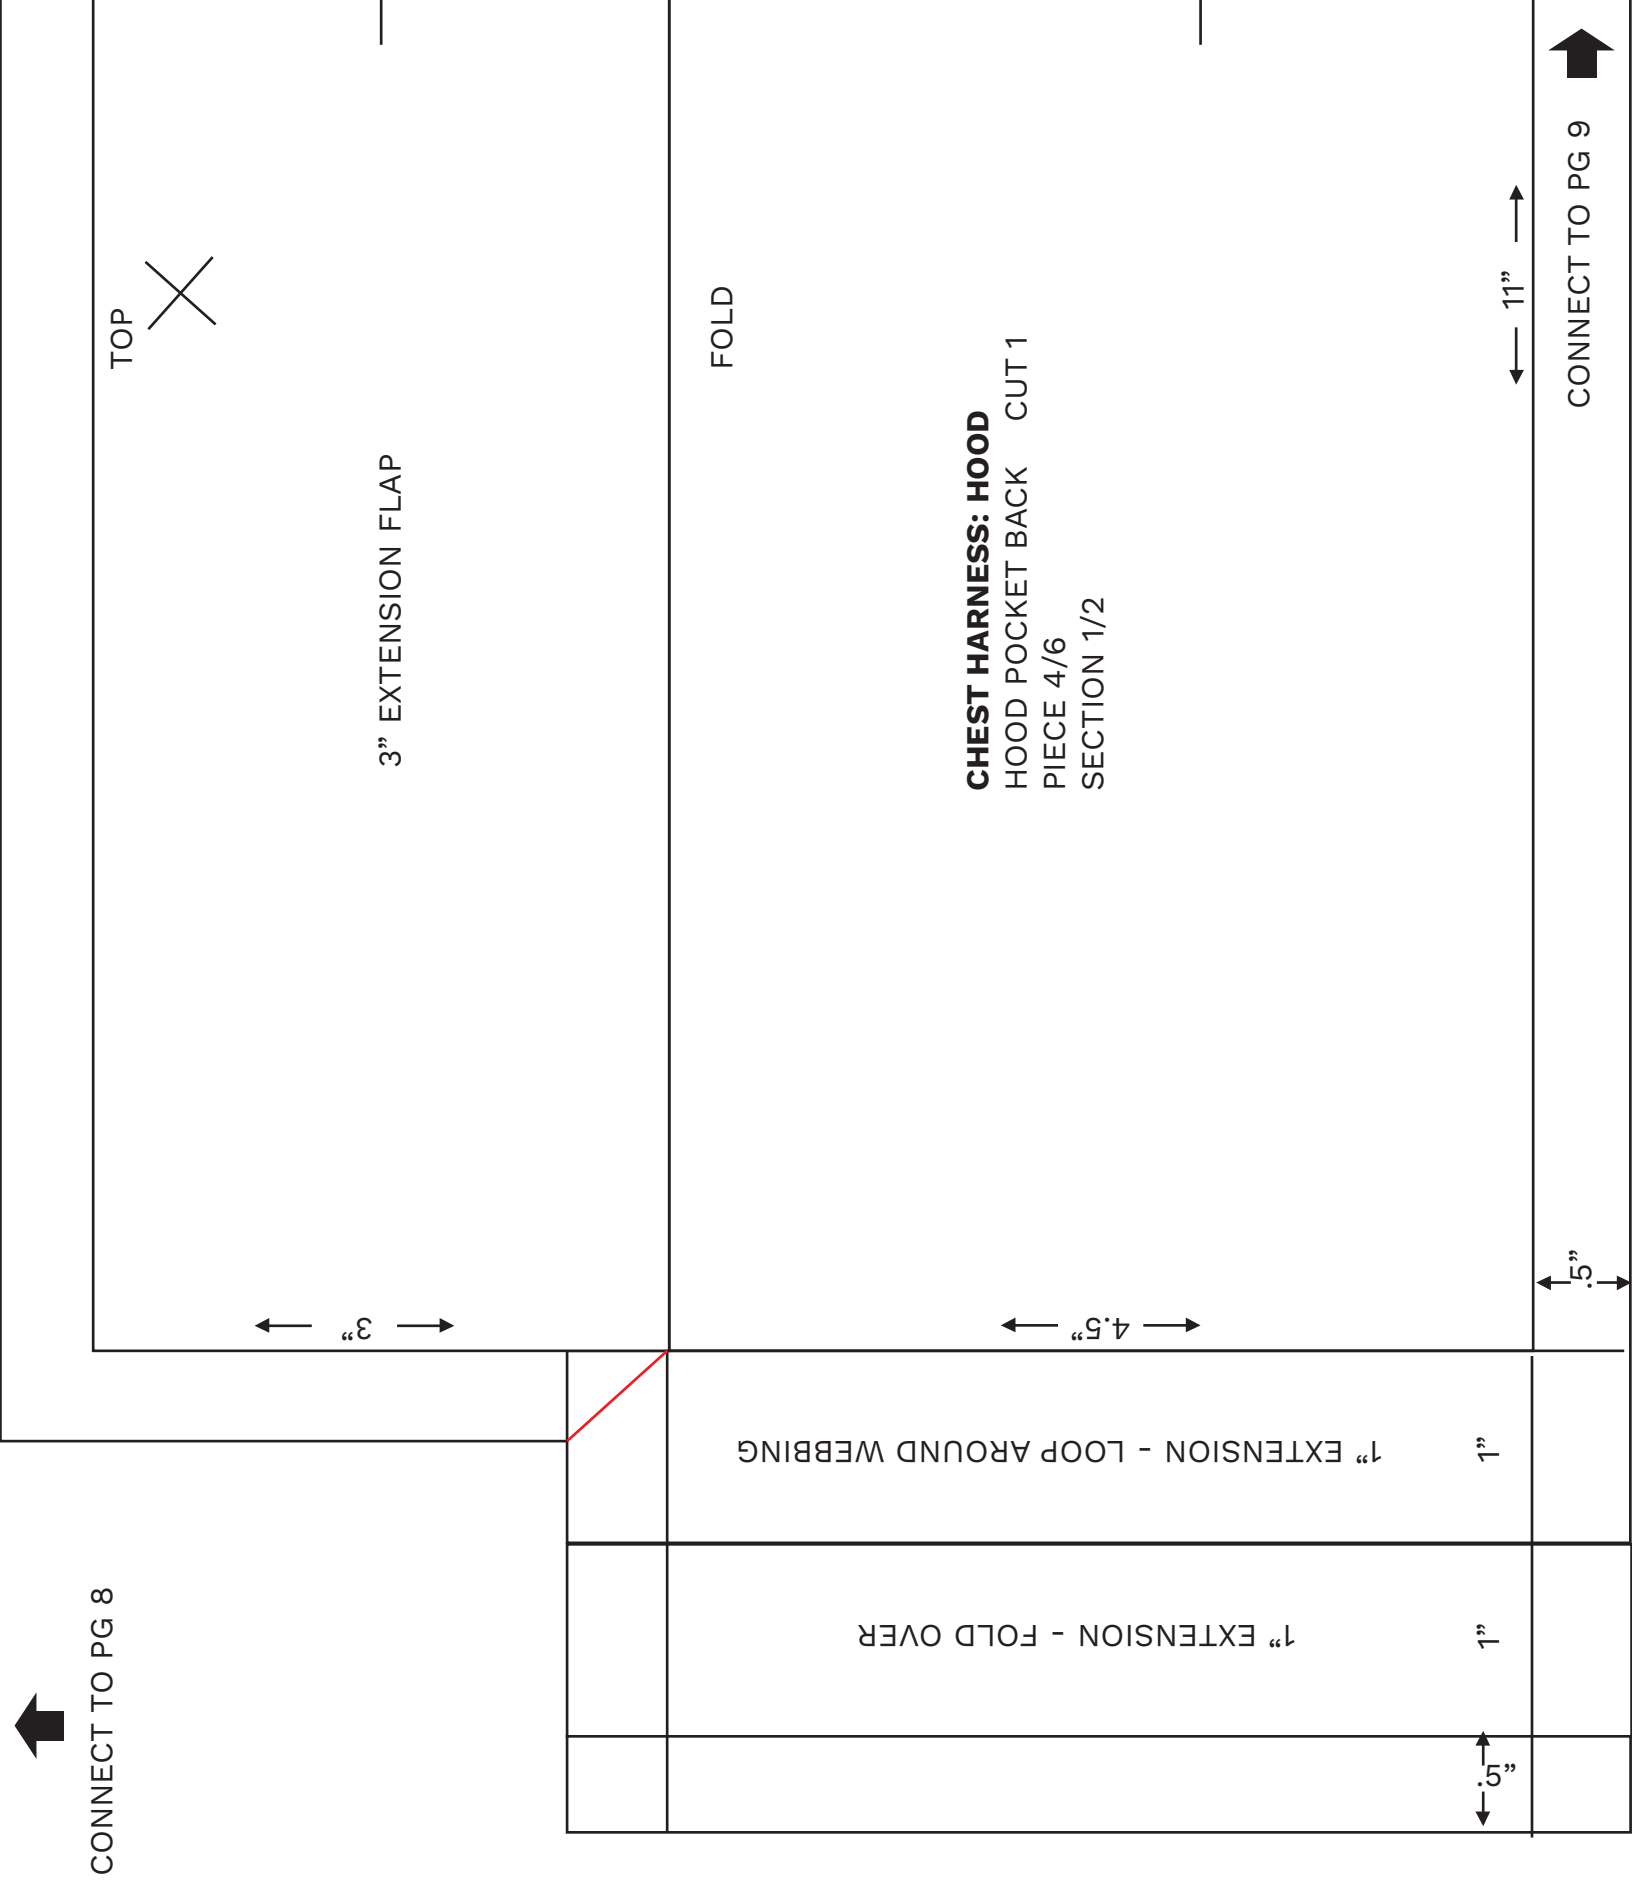 TOP
3” EXTENSION FLAP
FOLD
CHEST HARNESS: HOOD
HOOD POCKET BACK CUT 1
PIECE 4/6
SECTION 1/2
11”
CONNECT TO PG 9
3”
4.5”
.5”
1” EXTENSION - LOOP AROUND WEBBING
1”
1” EXTENSION - FOLD OVER
1”
.5”
CONNECT TO PG 8